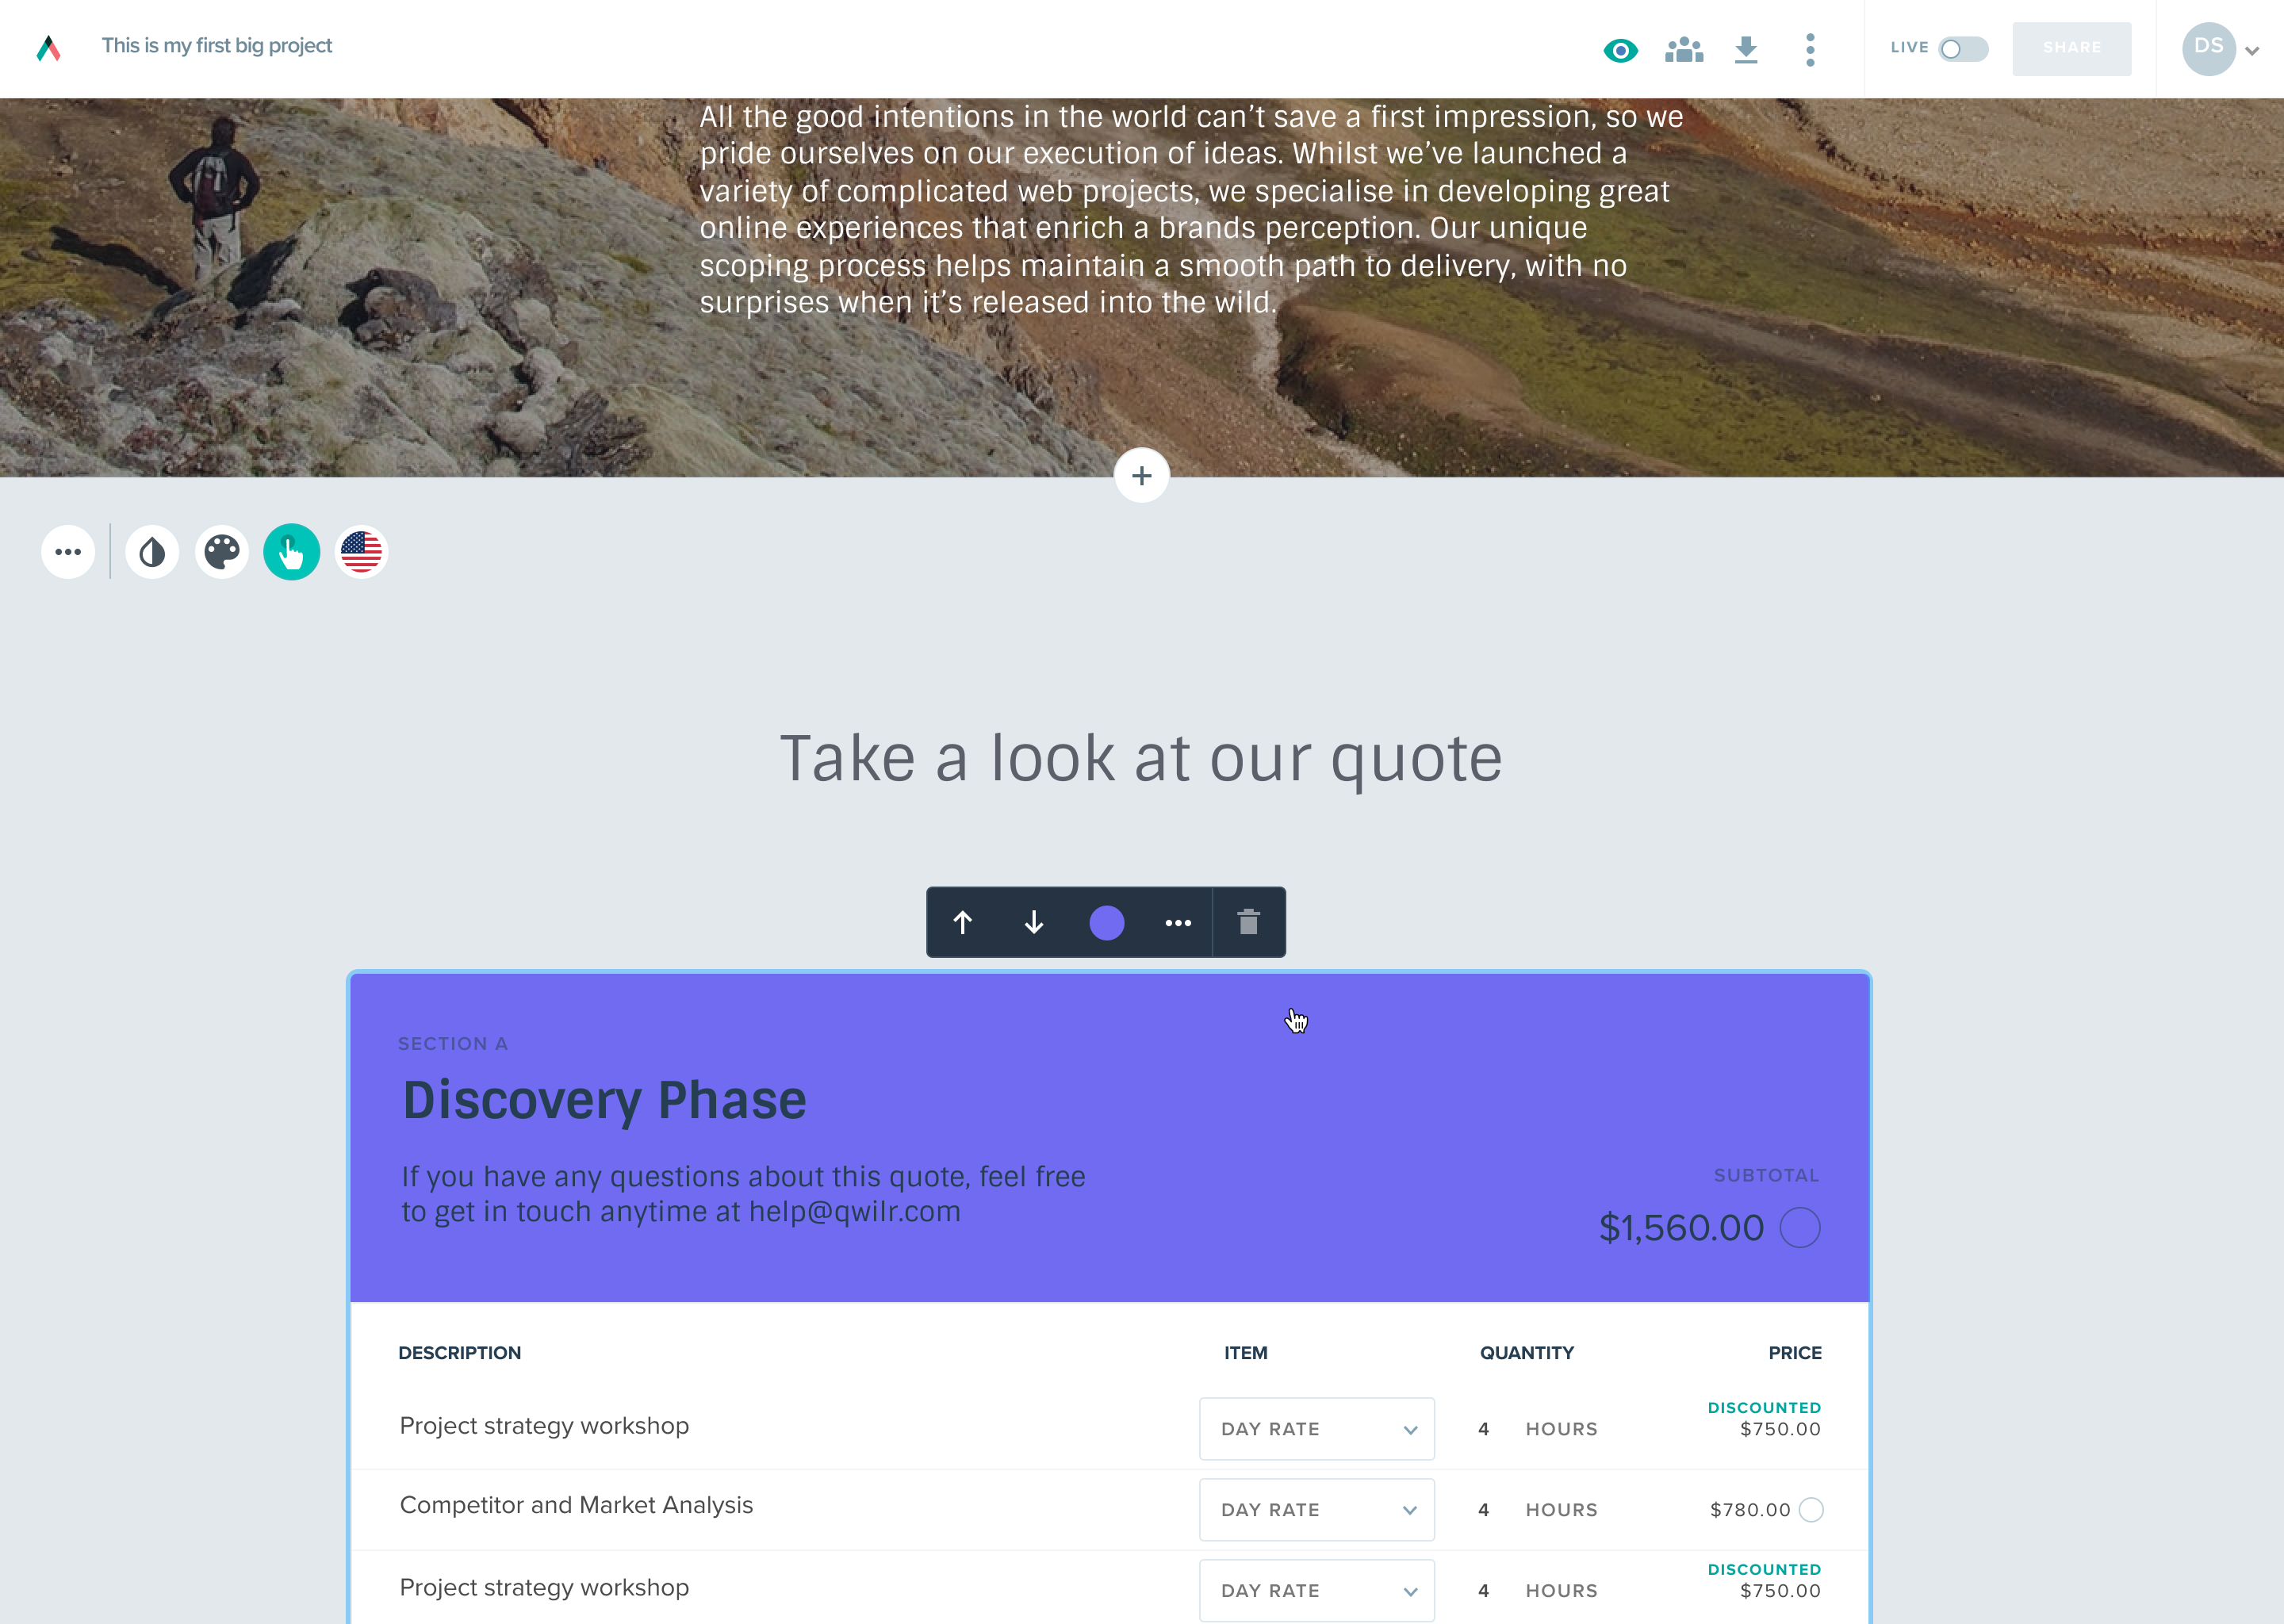 This is my first big project
LIVE
SHARE
DS
All the good intentions in the world can’t save a first impression, so we
pride ourselves on our execution of ideas. Whilst we’ve launched a
variety of complicated web projects, we specialise in developing great
online experiences that enrich a brands perception. Our unique
scoping process helps maintain a smooth path to delivery, with no
surprises when it’s released into the wild.
Take a look at our quote
SECTION A
Discovery Phase
If you have any questions about this quote, feel free
to get in touch anytime at help@qwilr.com
SUBTOTAL
$1,560.00
DESCRIPTION ITEM QUANTITY PRICE
Project strategy workshop DAY RATE 4 HOURS DISCOUNTED
$750.00
Competitor and Market Analysis DAY RATE 4 HOURS $780.00
Project strategy workshop DAY RATE 4 HOURS DISCOUNTED
$750.00